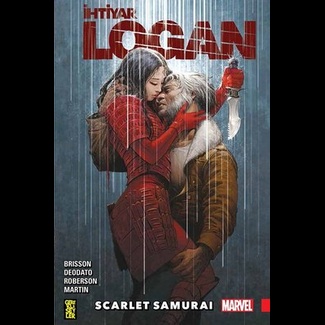 İHTİYAR
LOGAN
BRISSON
DEODATO
ROBERSON
MARTIN
SCARLET SAMURAI
MARVEL